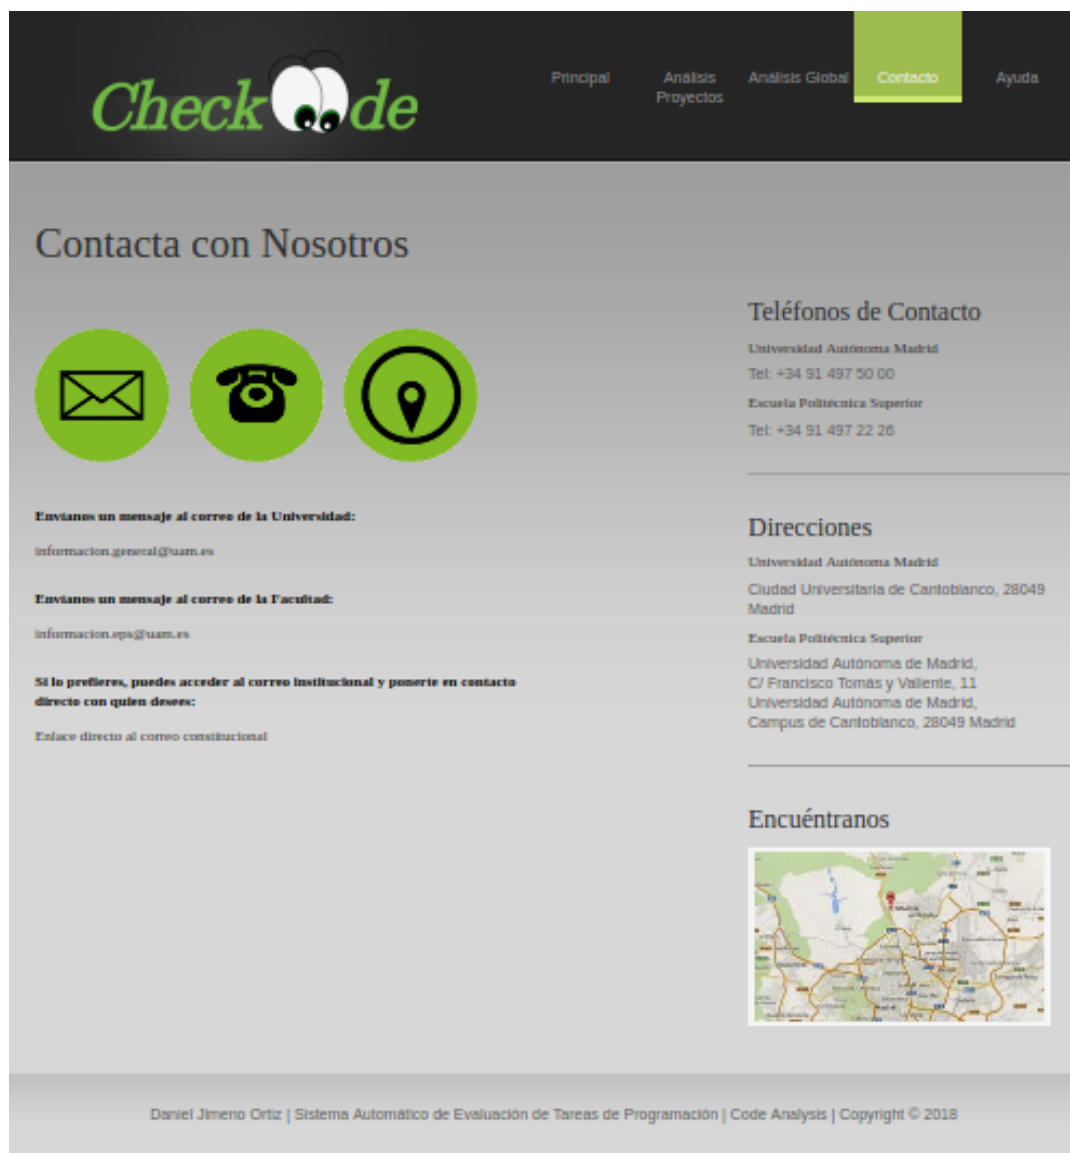 Check de
Principal
Análisis
Proyectos
Análisis Global
Contacto
Ayuda
Contacta con Nosotros
Envíanos un mensaje al correo de la Universidad:
informacion.general@uam.es
Envíanos un mensaje al correo de la Facultad:
informacion.eps@uam.es
Si lo prefieres, puedes acceder al correo institucional y ponerte en contacto
directo con quien desees:
Enlace directo al correo constitucional
Teléfonos de Contacto
Universidad Autónoma Madrid
Tel: +34 91 497 50 00
Escuela Politécnica Superior
Tel: +34 91 497 22 26
Direcciones
Universidad Autónoma Madrid
Ciudad Universitaria de Cantoblanco, 28049
Madrid
Escuela Politécnica Superior
Universidad Autónoma de Madrid,
C/ Francisco Tomás y Valiente, 11
Universidad Autónoma de Madrid,
Campus de Cantoblanco, 28049 Madrid
Encuéntranos
Daniel Jimeno Ortiz | Sistema Automático de Evaluación de Tareas de Programación | Code Analysis | Copyright © 2018